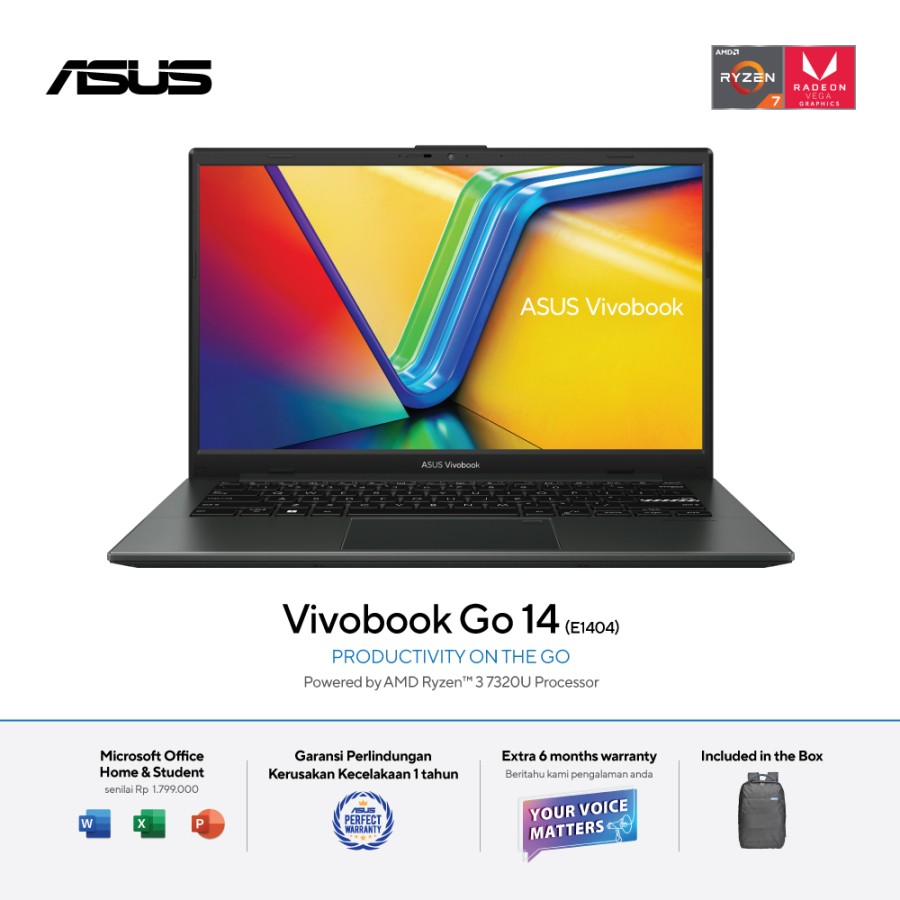 ASUS
AMD
RYZEN
7
RADEON
VEGA
GRAPHICS
ASUS Vivobook
ASUS Vivobook
Vivobook Go 14 (E1404)
PRODUCTIVITY ON THE GO
Powered by AMD Ryzen™ 3 7320U Processor
Microsoft Office
Home & Student
senilai Rp 1.799.000
W
X
P
Garansi Perlindungan
Kerusakan Kecelakaan 1 tahun
ASUS
PERFECT
WARRANTY
Extra 6 months warranty
Beritahu kami pengalaman anda
YOUR VOICE
MATTERS
Included in the Box